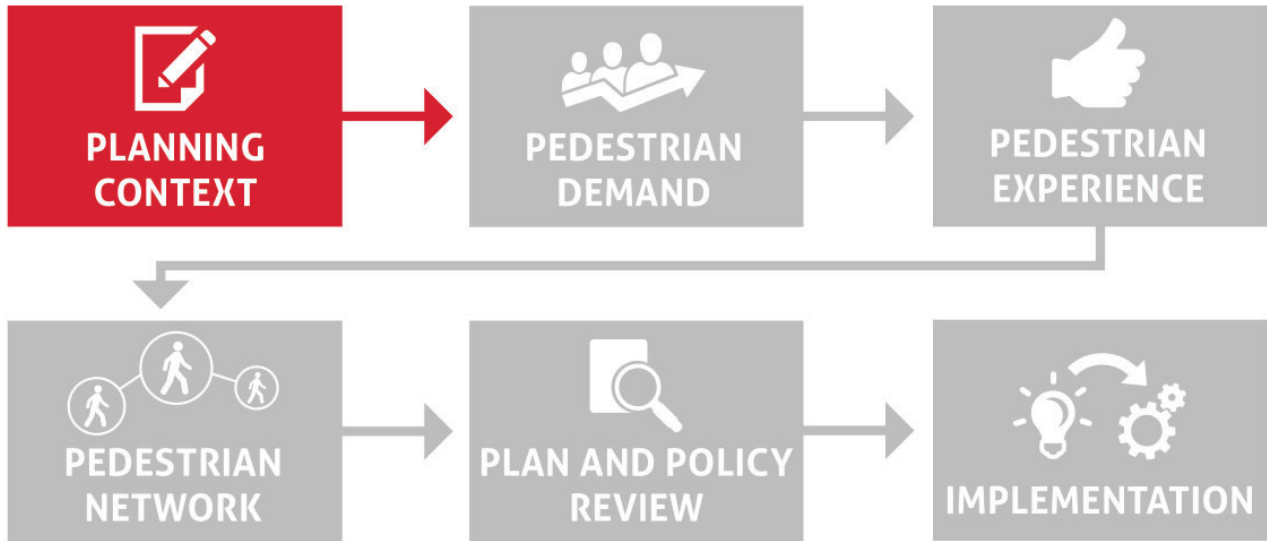 PLANNING
CONTEXT
PEDESTRIAN
DEMAND
PEDESTRIAN
EXPERIENCE
PEDESTRIAN
NETWORK
PLAN AND POLICY
REVIEW
IMPLEMENTATION